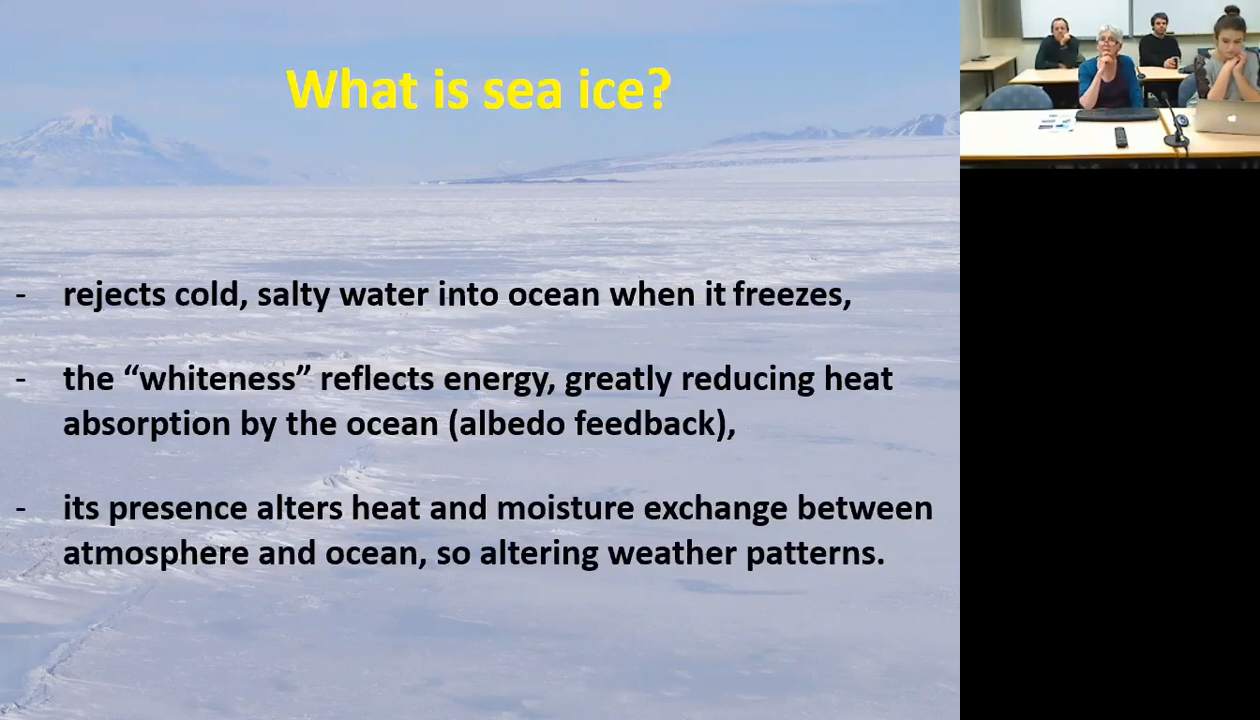 What is sea ice?
- rejects cold, salty water into ocean when it freezes,
- the “whiteness” reflects energy, greatly reducing heat
absorption by the ocean (albedo feedback),
- its presence alters heat and moisture exchange between
atmosphere and ocean, so altering weather patterns.